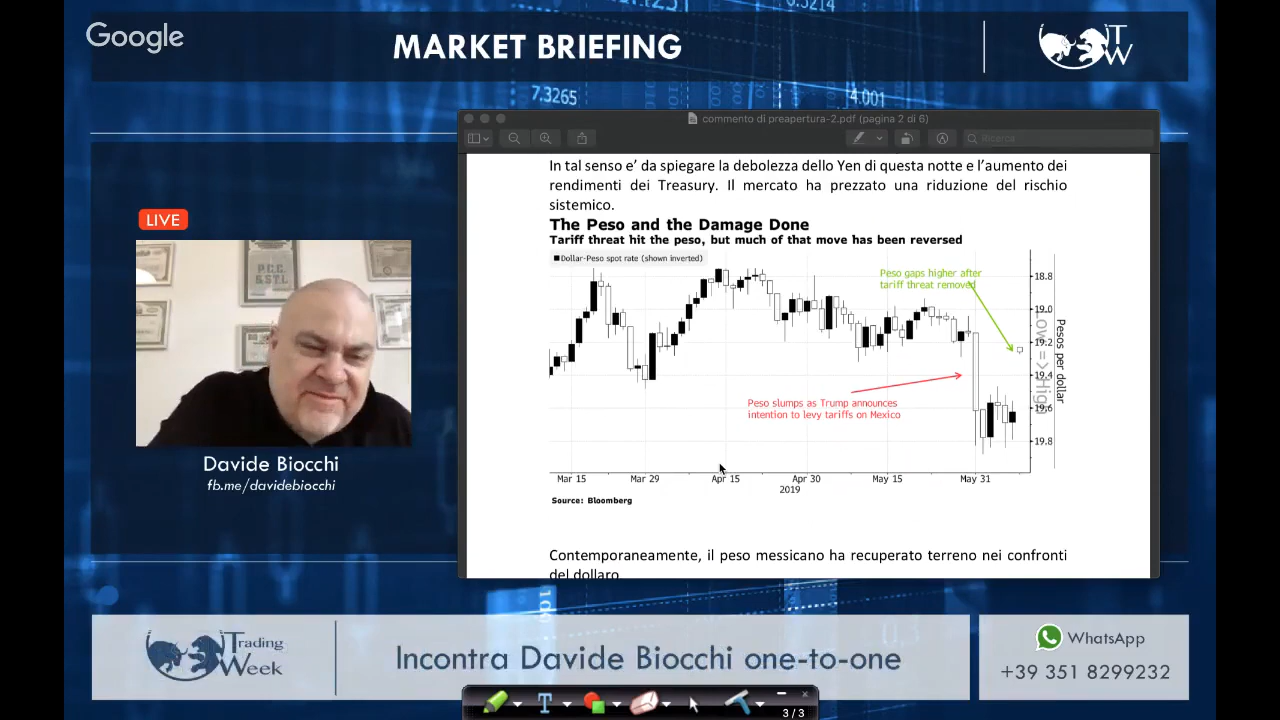 Google
MARKET BRIEFING
TW
7.3265
4.001
commento di preapertura-2.pdf (pagina 2 di 6)
Ricerca
In tal senso e' da spiegare la debolezza dello Yen di questa notte e l'aumento dei
rendimenti dei Treasury. Il mercato ha prezzato una riduzione del rischio
sistemico.
The Peso and the Damage Done
Tariff threat hit the peso, but much of that move has been reversed
Dollar-Peso spot rate (shown inverted)
Peso gaps higher after
tariff threat removed
18.8
19.0
19.2
19.4
19.6
19.8
Pesos per dollar
Peso slumps as Trump announces
intention to levy tariffs on Mexico
Mar 15 Mar 29 Apr 15 Apr 30 May 15 May 31
2019
Source: Bloomberg
Contemporaneamente, il peso messicano ha recuperato terreno nei confronti
del dollaro
LIVE
P.C.C.
& S.T.L
Davide Biocchi
fb.me/davidebiocchi
Trading
Week
Incontra Davide Biocchi one-to-one
WhatsApp
+39 351 8299232
T
3/3